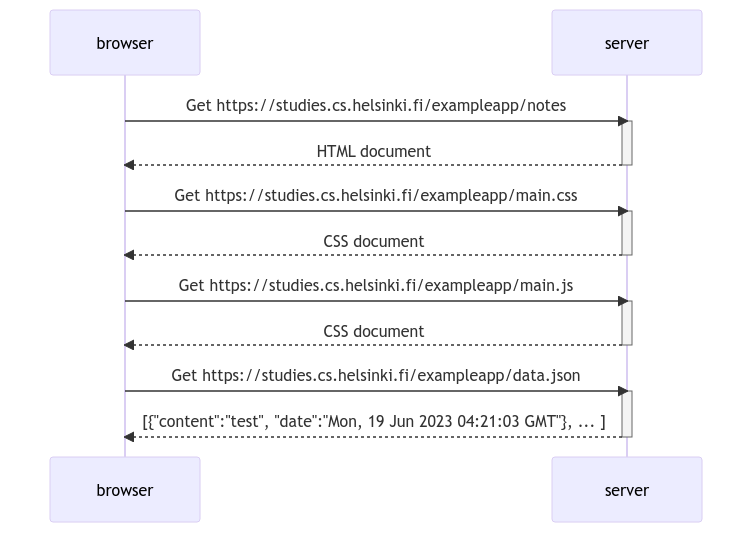 browser
server
Get https://studies.cs.helsinki.fi/exampleapp/notes
HTML document
Get https://studies.cs.helsinki.fi/exampleapp/main.css
CSS document
Get https://studies.cs.helsinki.fi/exampleapp/main.js
CSS document
Get https://studies.cs.helsinki.fi/exampleapp/data.json
[{"content":"test", "date":"Mon, 19 Jun 2023 04:21:03 GMT"}, ... ]
browser
server